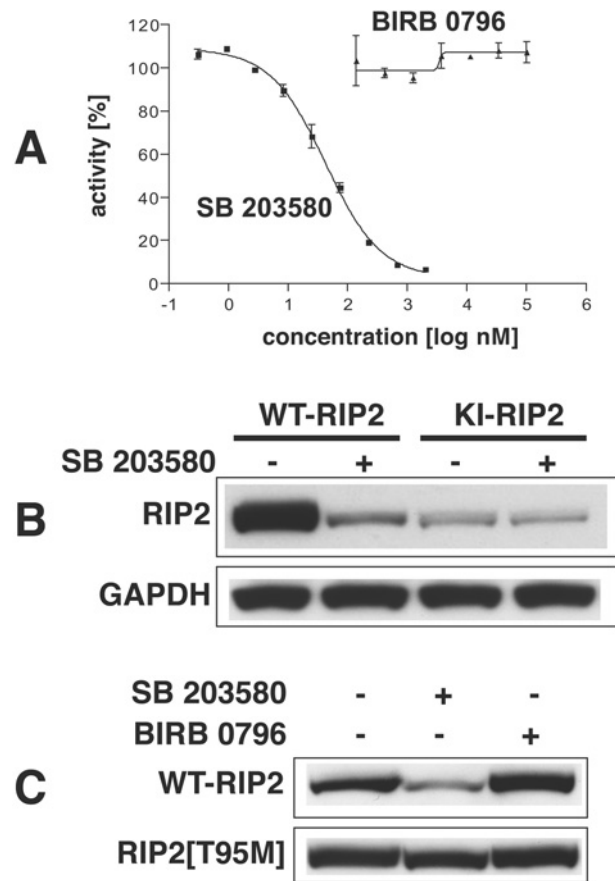 A
BIRB 0796
SB 203580
activity [%]
120
100
80
60
40
20
0
-1 0 1 2 3 4 5 6
concentration [log nM]
B
WT-RIP2 KI-RIP2
SB 203580 - + - +
RIP2
GAPDH
C
SB 203580 - + -
BIRB 0796 - - +
WT-RIP2
RIP2[T95M]